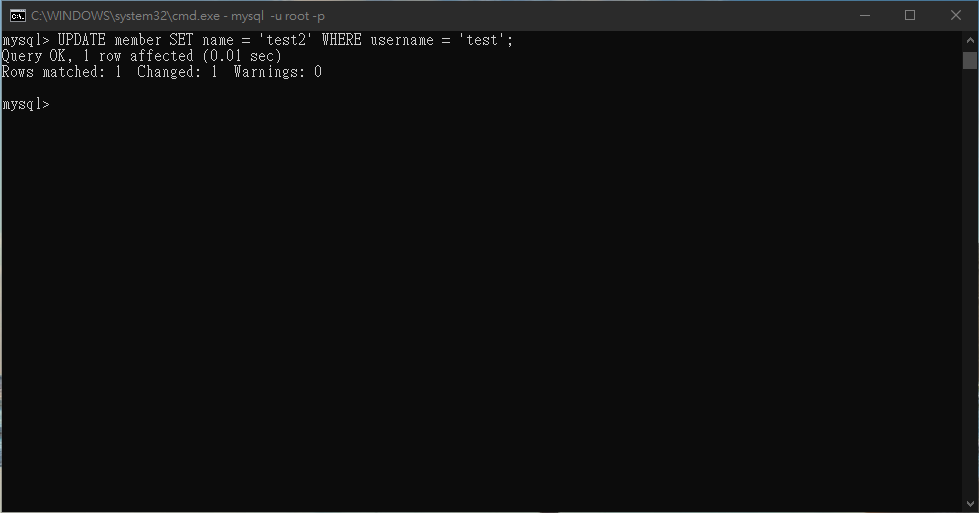 C:\WINDOWS\system32\cmd.exe - mysql  -u root -p
mysql> UPDATE member SET name = 'test2' WHERE username = 'test';
Query OK, 1 row affected (0.01 sec)
Rows matched: 1  Changed: 1  Warnings: 0
mysql>